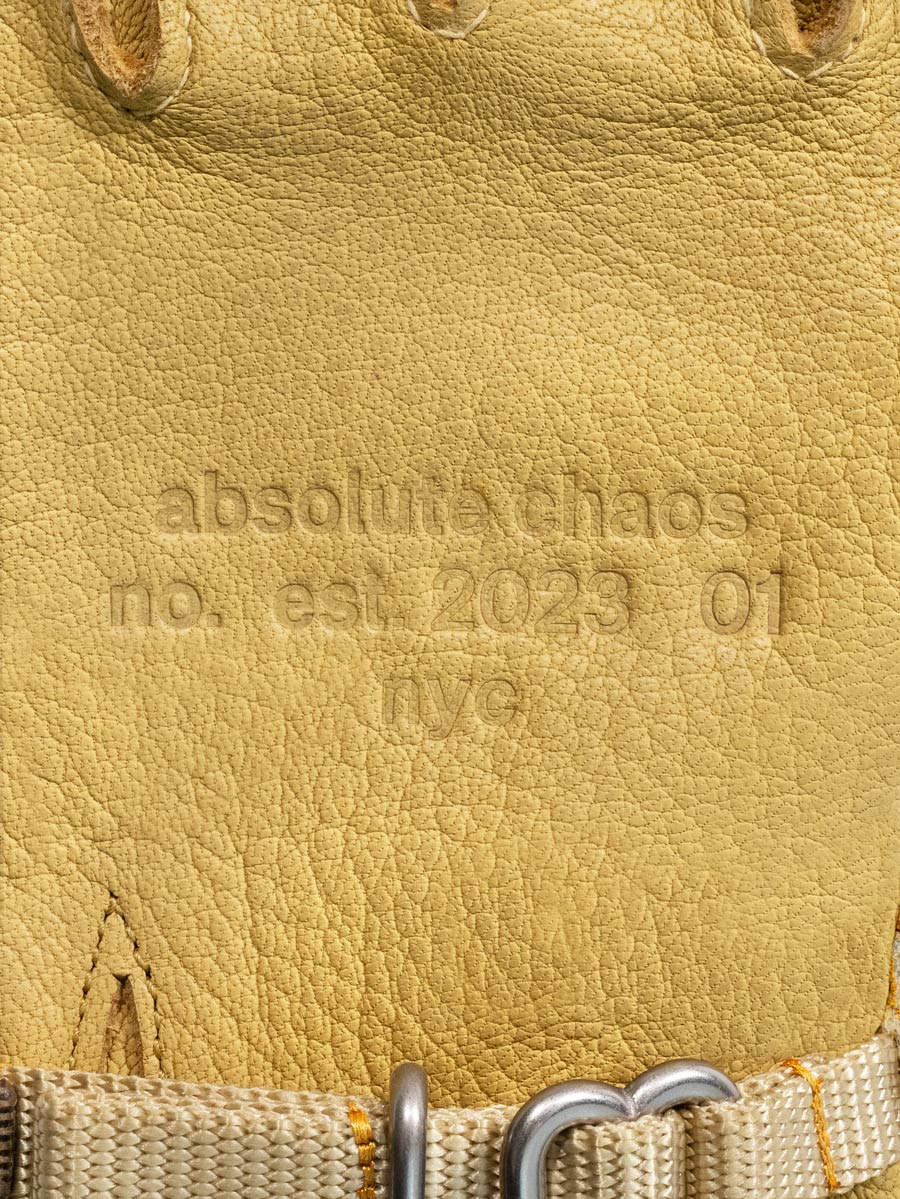 absolute chaos
no. est. 2023 01
nyc